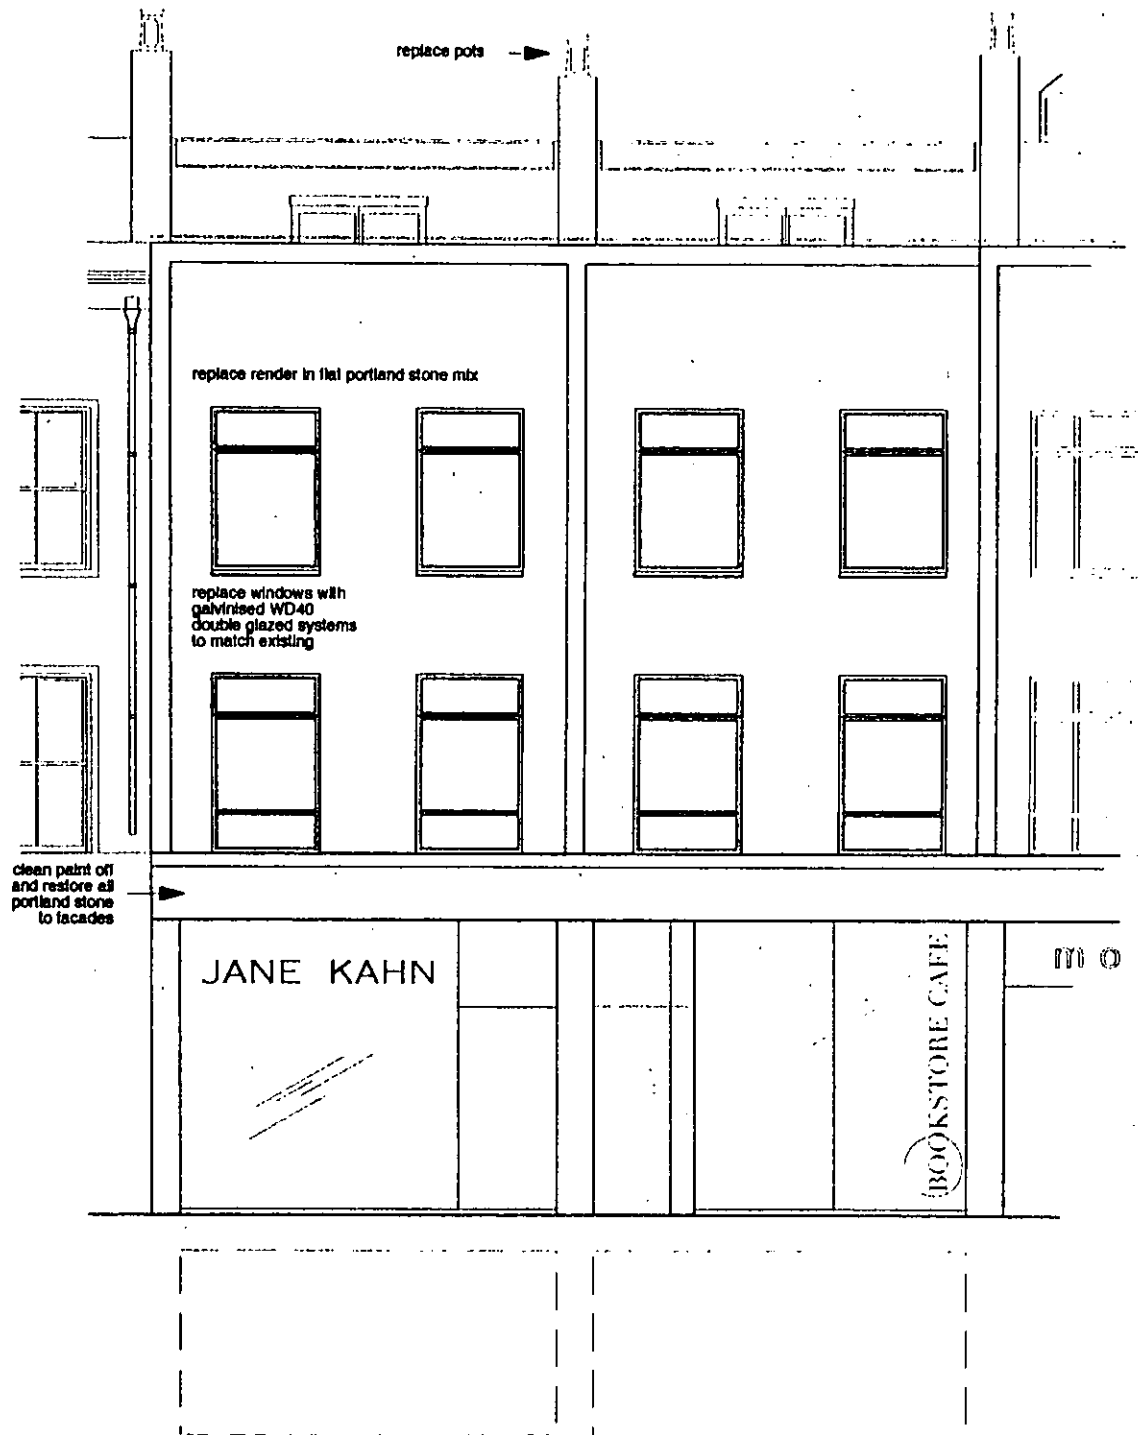 replace pots
replace render in flat portland stone mix
replace windows with
galvinised WD40
double glazed systems
to match existing
clean paint off
and restore all
portland stone
to facades
JANE KAHN
BOOKSTORE CAFE
m o